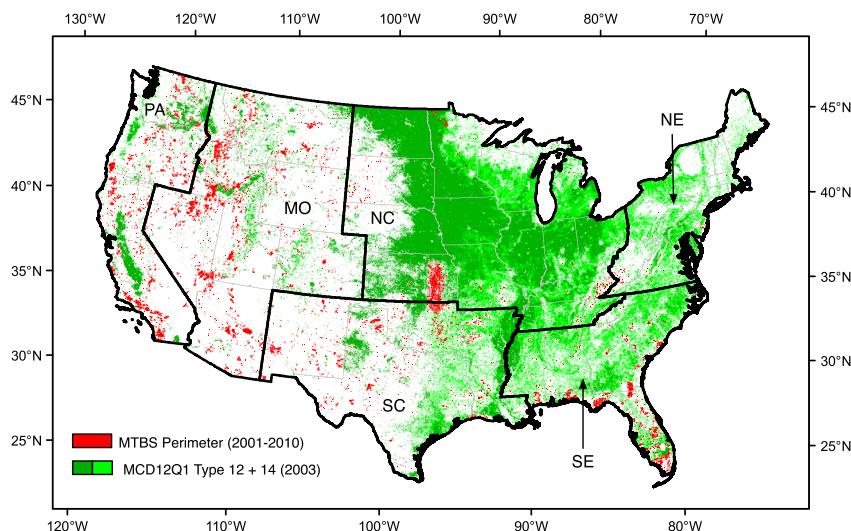 130°W 120°W 110°W 100°W 90°W 80°W 70°W
45°N 45°N
PA
NE
40°N 40°N
MO
NC
35°N 35°N
30°N 30°N
SC
25°N 25°N
MTBS Perimeter (2001-2010)
SE
MCD12Q1 Type 12 + 14 (2003)
120°W 110°W 100°W 90°W 80°W